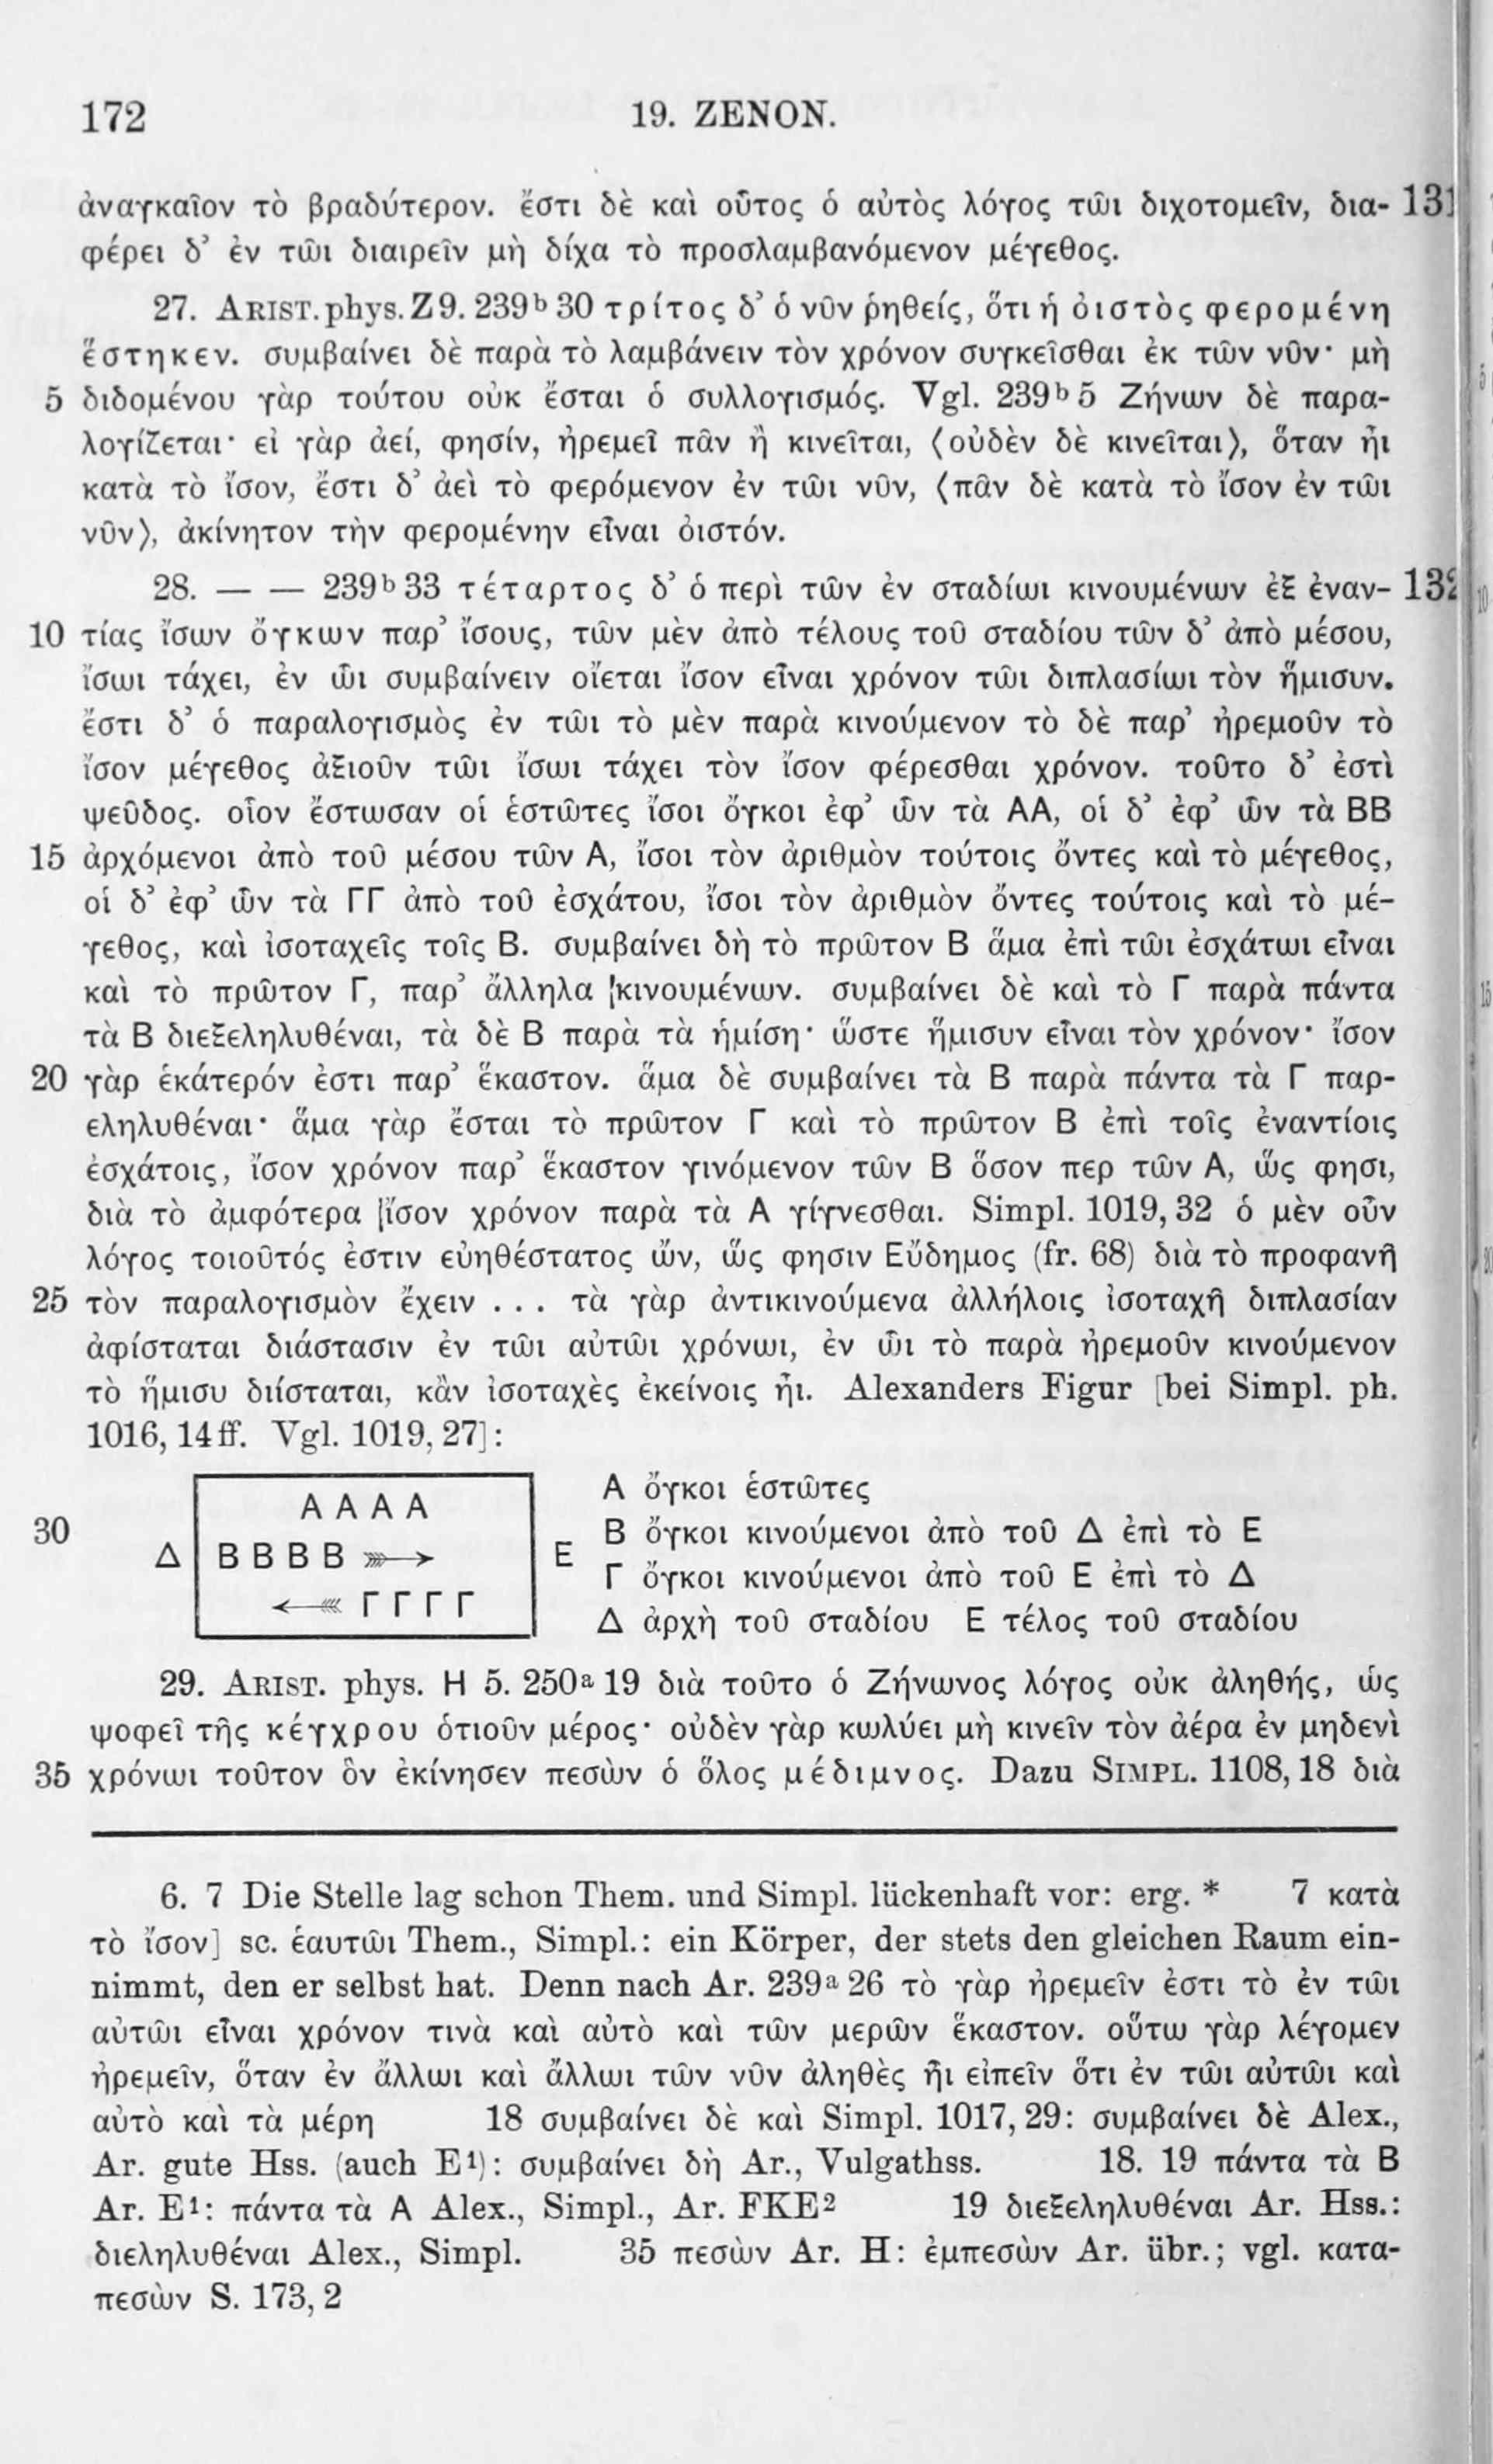 172
19. ZENON.
ἀναγκαῖον τὸ βραδύτερον. ἔστι δὲ καὶ οὗτος ὁ αὐτὸς λόγος τῶι διχοτομεῖν, δια- 131
φέρει δ’ ἐν τῶι διαιρεῖν μὴ δίχα τὸ προσλαμβανόμενον μέγεθος.
27. ARIST. phys. Z 9. 239ᵇ 30 τρίτος δ’ ὁ νῦν ῥηθείς, ὅτι ἡ ὀιστὸς φερομένη
ἕστηκεν. συμβαίνει δὲ παρὰ τὸ λαμβάνειν τὸν χρόνον συγκεῖσθαι ἐκ τῶν νῦν· μὴ
5 διδομένου γὰρ τούτου οὐκ ἔσται ὁ συλλογισμός. Vgl. 239ᵇ 5 Ζήνων δὲ παρα-
λογίζεται· εἰ γὰρ ἀεί, φησίν, ἠρεμεῖ πᾶν ἢ κινεῖται, ⟨οὐδὲν δὲ κινεῖται⟩, ὅταν ἦι
κατὰ τὸ ἴσον, ἔστι δ’ ἀεὶ τὸ φερόμενον ἐν τῶι νῦν, ⟨πᾶν δὲ κατὰ τὸ ἴσον ἐν τῶι
νῦν⟩, ἀκίνητον τὴν φερομένην εἶναι ὀιστόν.
28. — — 239ᵇ 33 τέταρτος δ’ ὁ περὶ τῶν ἐν σταδίωι κινουμένων ἐξ ἐναν- 132
10 τίας ἴσων ὄγκων παρ’ ἴσους, τῶν μὲν ἀπὸ τέλους τοῦ σταδίου τῶν δ’ ἀπὸ μέσου,
ἴσωι τάχει, ἐν ὧι συμβαίνειν οἴεται ἴσον εἶναι χρόνον τῶι διπλασίωι τὸν ἥμισυν.
ἔστι δ’ ὁ παραλογισμὸς ἐν τῶι τὸ μὲν παρὰ κινούμενον τὸ δὲ παρ’ ἠρεμοῦν τὸ
ἴσον μέγεθος ἀξιοῦν τῶι ἴσωι τάχει τὸν ἴσον φέρεσθαι χρόνον. τοῦτο δ’ ἐστὶ
ψεῦδος. οἷον ἔστωσαν οἱ ἑστῶτες ἴσοι ὄγκοι ἐφ’ ὧν τὰ ΑΑ, οἱ δ’ ἐφ’ ὧν τὰ ΒΒ
15 ἀρχόμενοι ἀπὸ τοῦ μέσου τῶν Α, ἴσοι τὸν ἀριθμὸν τούτοις ὄντες καὶ τὸ μέγεθος,
οἱ δ’ ἐφ’ ὧν τὰ ΓΓ ἀπὸ τοῦ ἐσχάτου, ἴσοι τὸν ἀριθμὸν ὄντες τούτοις καὶ τὸ μέ-
γεθος, καὶ ἰσοταχεῖς τοῖς Β. συμβαίνει δὴ τὸ πρῶτον Β ἅμα ἐπὶ τῶι ἐσχάτωι εἶναι
καὶ τὸ πρῶτον Γ, παρ’ ἄλληλα |κινουμένων. συμβαίνει δὲ καὶ τὸ Γ παρὰ πάντα
τὰ Β διεξεληλυθέναι, τὰ δὲ Β παρὰ τὰ ἡμίση· ὥστε ἥμισυν εἶναι τὸν χρόνον· ἴσον
20 γὰρ ἑκάτερόν ἐστι παρ’ ἕκαστον. ἅμα δὲ συμβαίνει τὰ Β παρὰ πάντα τὰ Γ παρ-
εληλυθέναι· ἅμα γὰρ ἔσται τὸ πρῶτον Γ καὶ τὸ πρῶτον Β ἐπὶ τοῖς ἐναντίοις
ἐσχάτοις, ἴσον χρόνον παρ’ ἕκαστον γινόμενον τῶν Β ὅσον περ τῶν Α, ὥς φησι,
διὰ τὸ ἀμφότερα |ἴσον χρόνον παρὰ τὰ Α γίγνεσθαι. Simpl. 1019, 32 ὁ μὲν οὖν
λόγος τοιοῦτός ἐστιν εὐηθέστατος ὤν, ὥς φησιν Εὔδημος (fr. 68) διὰ τὸ προφανῆ
25 τὸν παραλογισμὸν ἔχειν ... τὰ γὰρ ἀντικινούμενα ἀλλήλοις ἰσοταχῆ διπλασίαν
ἀφίσταται διάστασιν ἐν τῶι αὐτῶι χρόνωι, ἐν ὧι τὸ παρὰ ἠρεμοῦν κινούμενον
τὸ ἥμισυ διίσταται, κἂν ἰσοταχὲς ἐκείνοις ἦι. Alexanders Figur [bei Simpl. ph.
1016, 14 ff. Vgl. 1019, 27]:
Α Α Α Α
Α ὄγκοι ἑστῶτες
30
Δ Β Β Β Β
Ε
Β ὄγκοι κινούμενοι ἀπὸ τοῦ Δ ἐπὶ τὸ Ε
Γ Γ Γ Γ
Γ ὄγκοι κινούμενοι ἀπὸ τοῦ Ε ἐπὶ τὸ Δ
Δ ἀρχὴ τοῦ σταδίου Ε τέλος τοῦ σταδίου
29. ARIST. phys. H 5. 250ᵃ 19 διὰ τοῦτο ὁ Ζήνωνος λόγος οὐκ ἀληθής, ὡς
ψοφεῖ τῆς κέγχρου ὁτιοῦν μέρος· οὐδὲν γὰρ κωλύει μὴ κινεῖν τὸν ἀέρα ἐν μηδενὶ
35 χρόνωι τοῦτον ὃν ἐκίνησεν πεσὼν ὁ ὅλος μέδιμνος. Dazu SIMPL. 1108, 18 διὰ
6. 7 Die Stelle lag schon Them. und Simpl. lückenhaft vor: erg. * 7 κατὰ
τὸ ἴσον] sc. ἑαυτῶι Them., Simpl.: ein Körper, der stets den gleichen Raum ein-
nimmt, den er selbst hat. Denn nach Ar. 239ᵃ 26 τὸ γὰρ ἠρεμεῖν ἐστι τὸ ἐν τῶι
αὐτῶι εἶναι χρόνον τινὰ καὶ αὐτὸ καὶ τῶν μερῶν ἕκαστον. οὕτω γὰρ λέγομεν
ἠρεμεῖν, ὅταν ἐν ἄλλωι καὶ ἄλλωι τῶν νῦν ἀληθὲς ἦι εἰπεῖν ὅτι ἐν τῶι αὐτῶι καὶ
αὐτὸ καὶ τὰ μέρη 18 συμβαίνει δὲ καὶ Simpl. 1017, 29: συμβαίνει δὲ Alex.,
Ar. gute Hss. (auch E¹): συμβαίνει δὴ Ar., Vulgathss. 18. 19 πάντα τὰ Β
Ar. E¹: πάντα τὰ Α Alex., Simpl., Ar. FKE² 19 διεξεληλυθέναι Ar. Hss.:
διεληλυθέναι Alex., Simpl. 35 πεσὼν Ar. H: ἐμπεσὼν Ar. übr.; vgl. κατα-
πεσὼν S. 173, 2